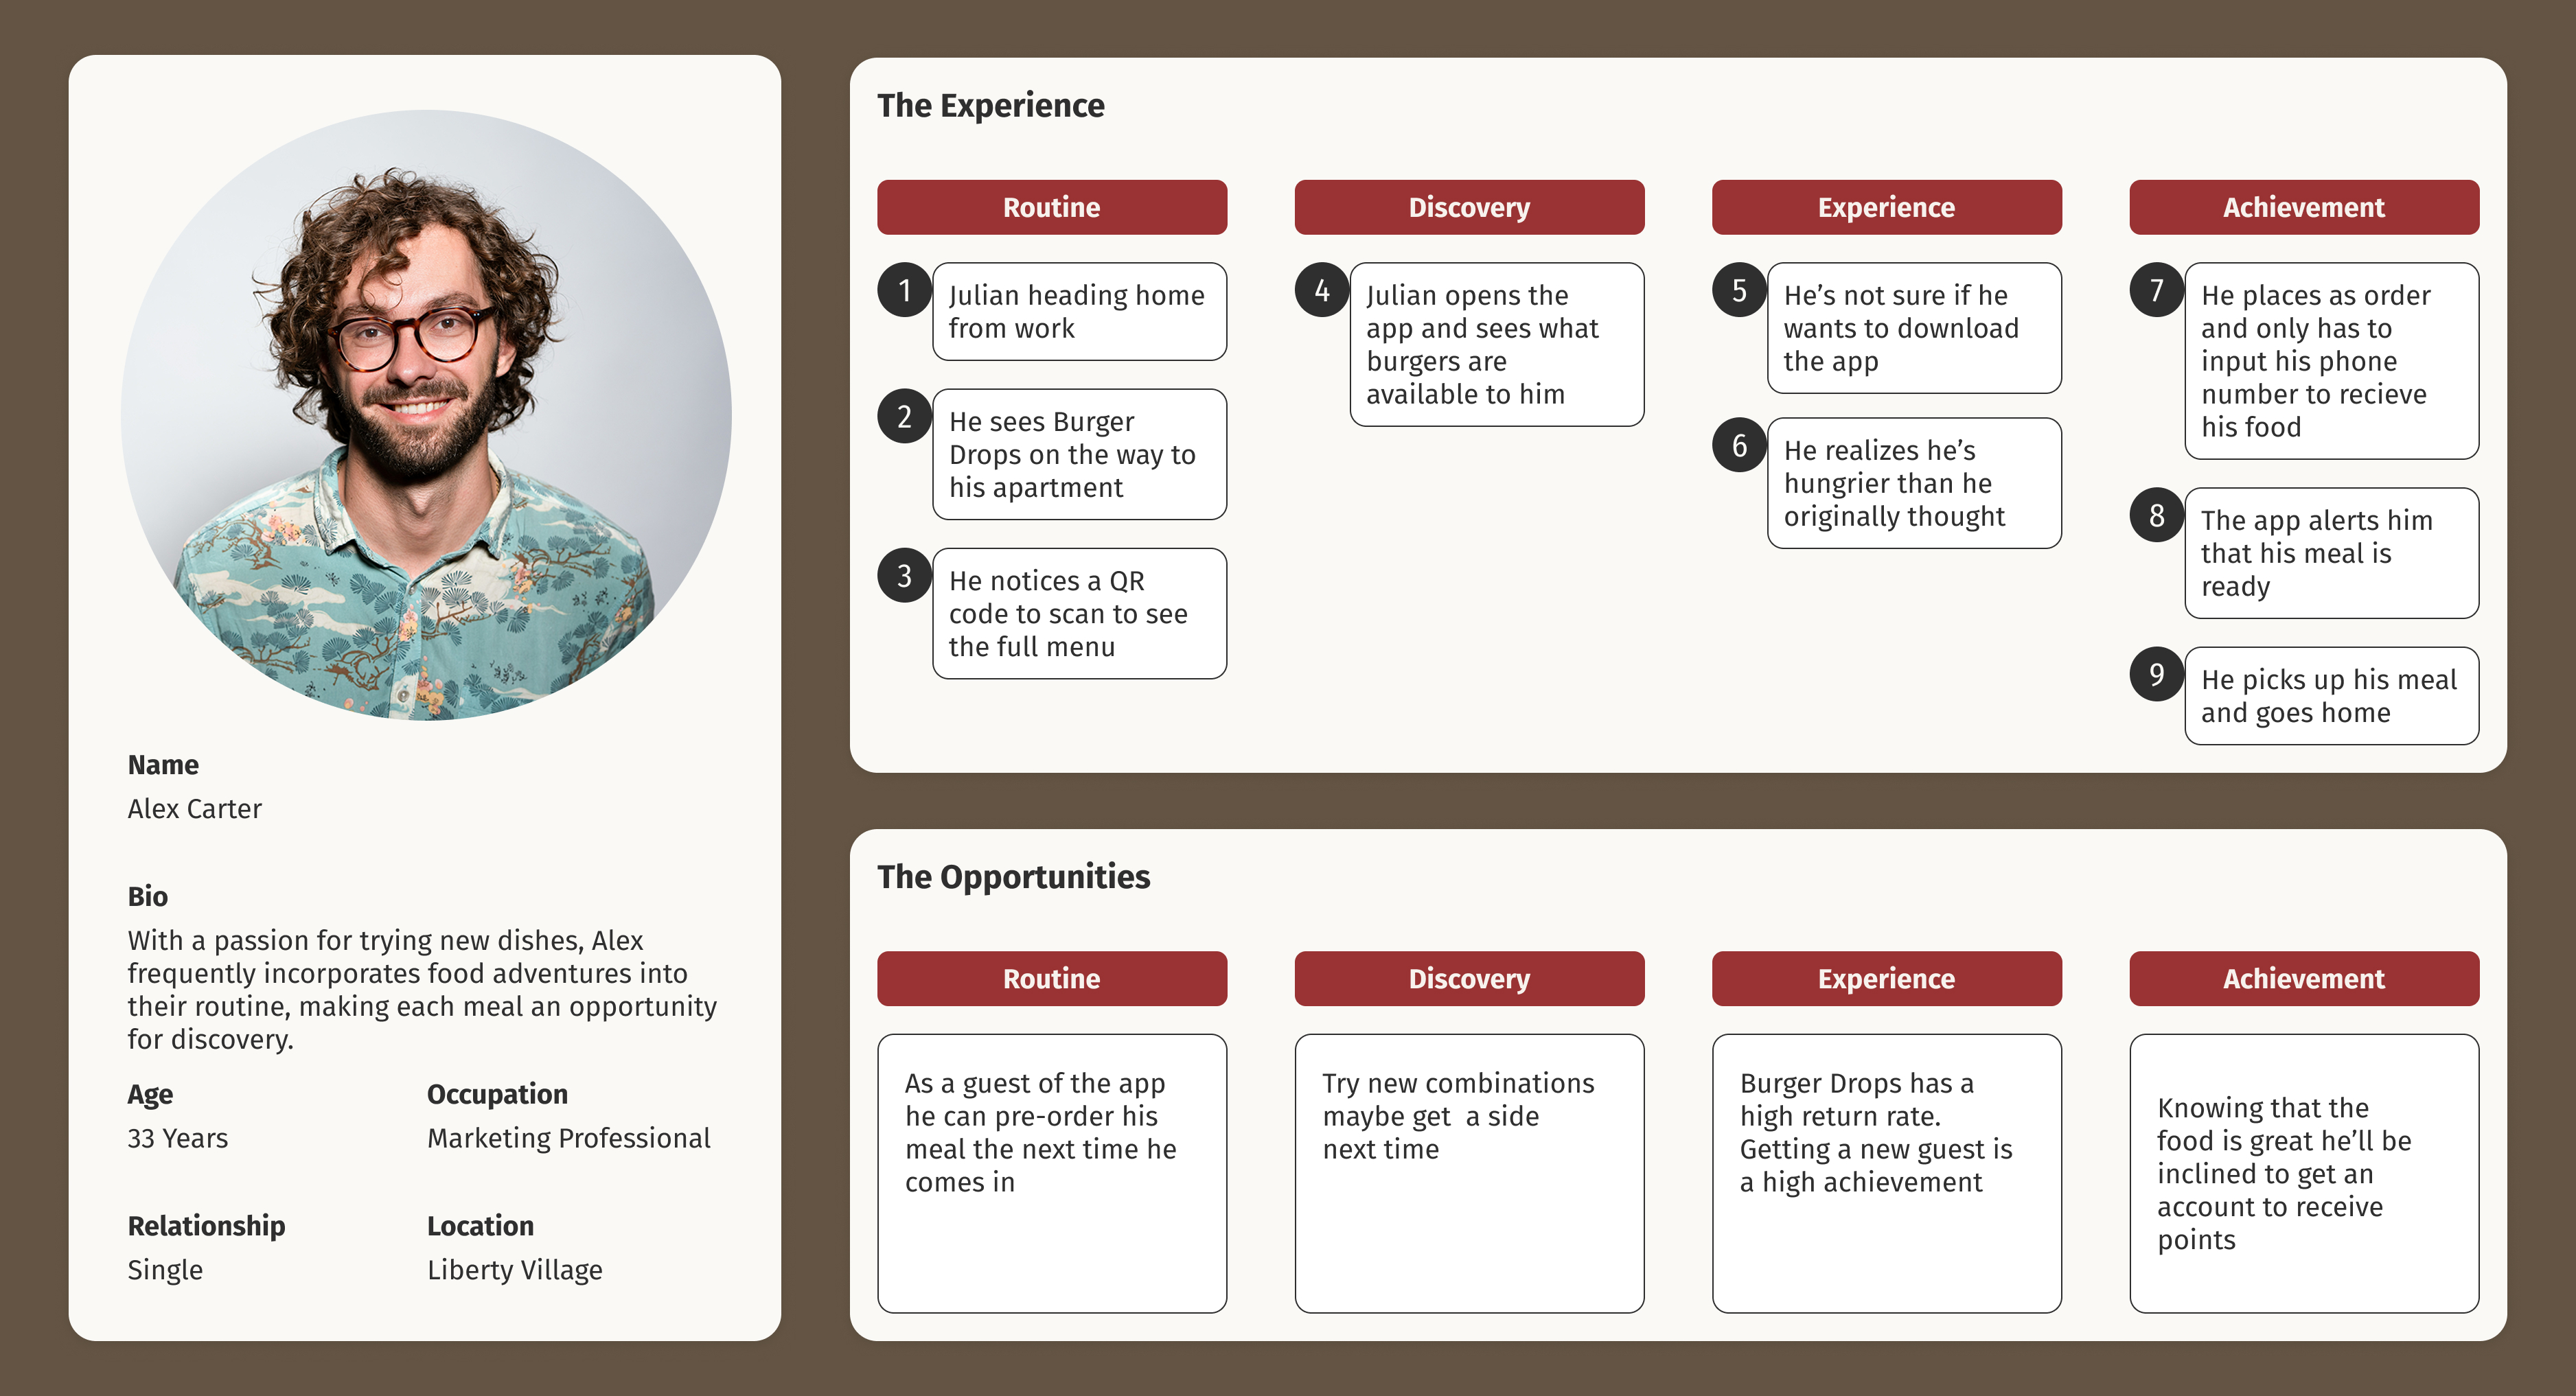 Name
Alex Carter
Bio
With a passion for trying new dishes, Alex
frequently incorporates food adventures into
their routine, making each meal an opportunity
for discovery.
Age
33 Years
Occupation
Marketing Professional
Relationship
Single
Location
Liberty Village
The Experience
Routine
1
Julian heading home
from work
2
He sees Burger
Drops on the way to
his apartment
3
He notices a QR
code to scan to see
the full menu
Discovery
4
Julian opens the
app and sees what
burgers are
available to him
Experience
5
He’s not sure if he
wants to download
the app
6
He realizes he’s
hungrier than he
originally thought
Achievement
7
He places as order
and only has to
input his phone
number to recieve
his food
8
The app alerts him
that his meal is
ready
9
He picks up his meal
and goes home
The Opportunities
Routine
As a guest of the app
he can pre-order his
meal the next time he
comes in
Discovery
Try new combinations
maybe get  a side
next time
Experience
Burger Drops has a
high return rate.
Getting a new guest is
a high achievement
Achievement
Knowing that the
food is great he’ll be
inclined to get an
account to receive
points